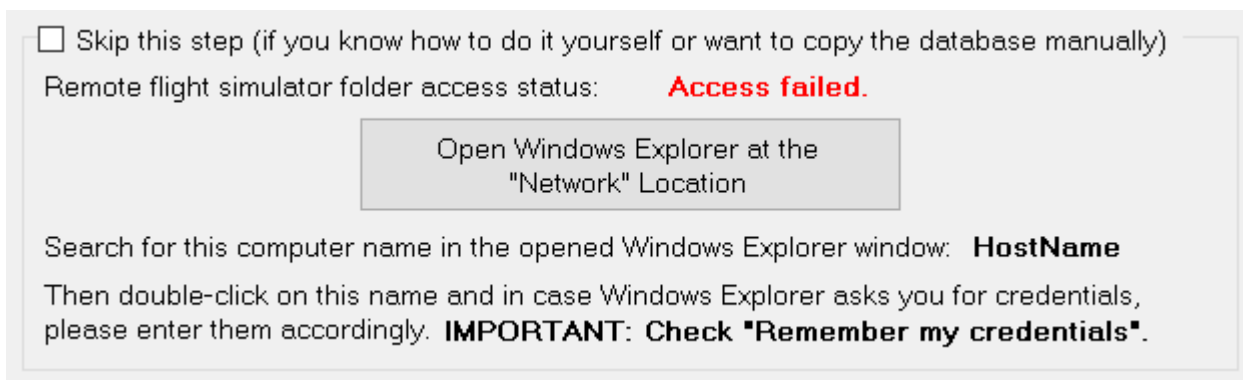 Skip this step (if you know how to do it yourself or want to copy the database manually)
Remote flight simulator folder access status: Access failed.
Open Windows Explorer at the
"Network" Location
Search for this computer name in the opened Windows Explorer window: HostName
Then double-click on this name and in case Windows Explorer asks you for credentials,
please enter them accordingly. IMPORTANT: Check "Remember my credentials".